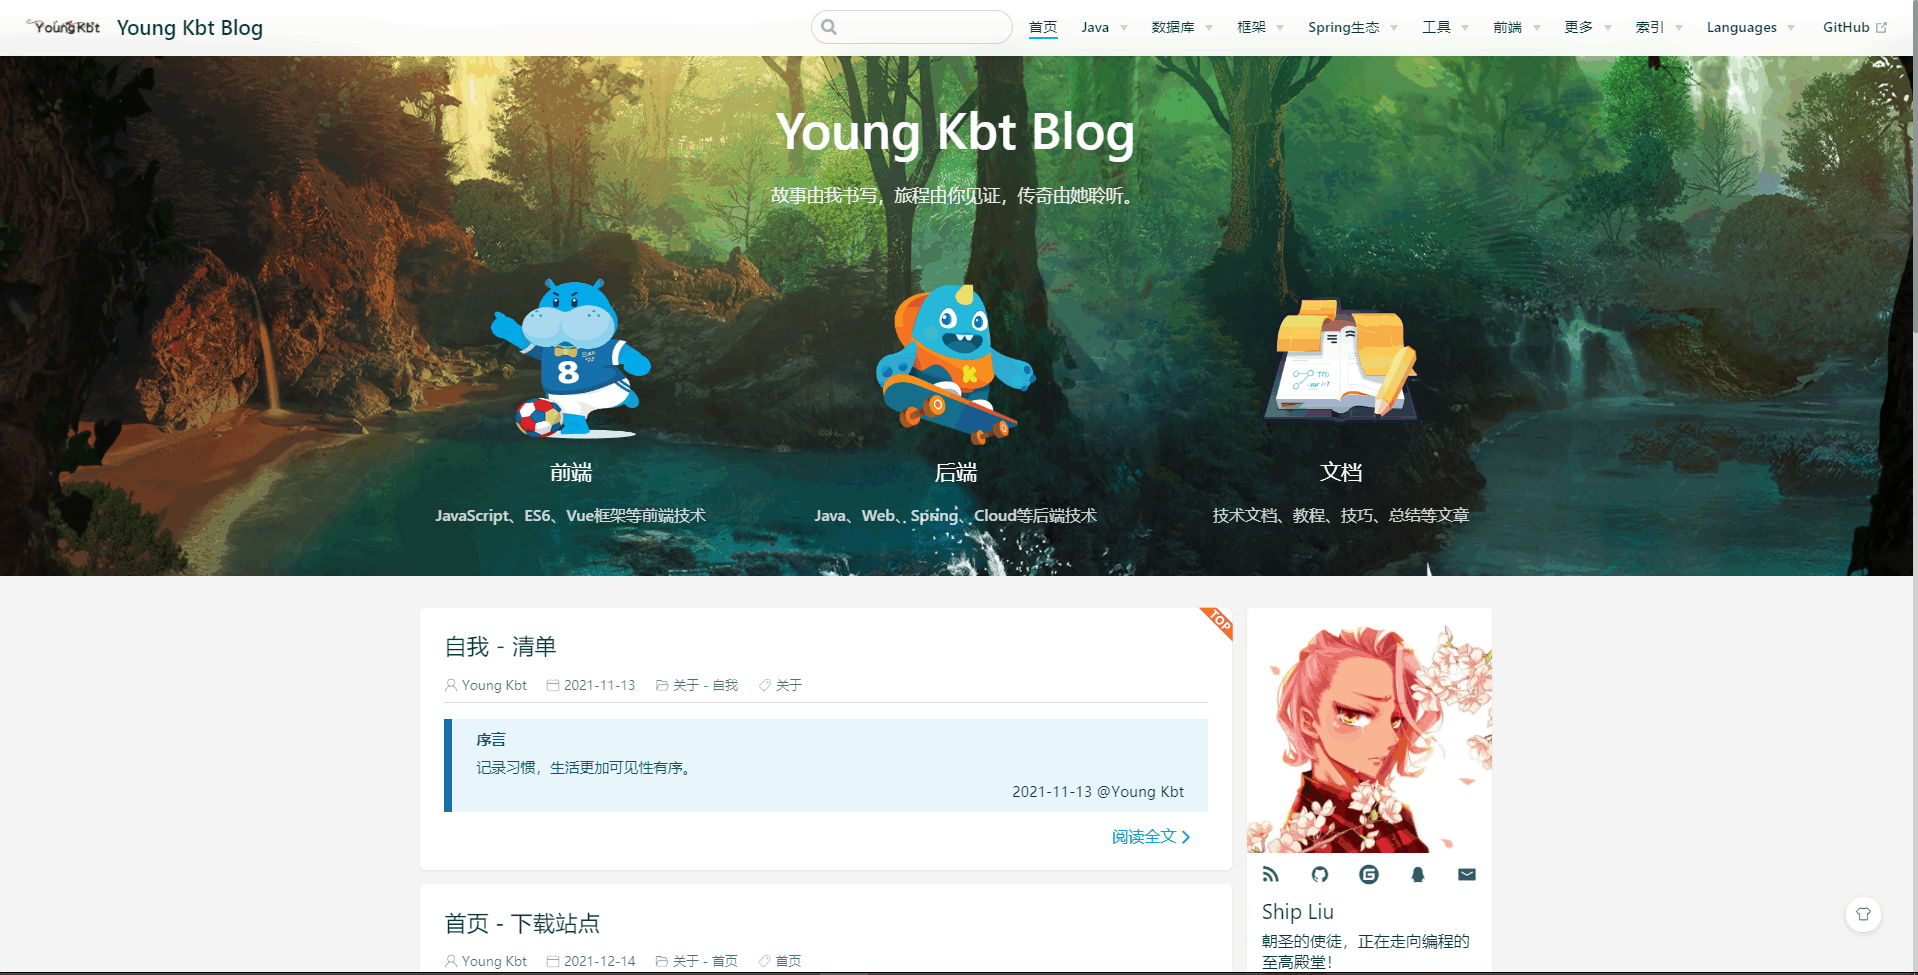 YoungKbt Young Kbt Blog 首页 Java 数据库 框架 Spring生态 工具 前端 更多 索引 Languages GitHub
Young Kbt Blog
故事由我书写，旅程由你见证，传奇由她聆听。
8
K
前端
后端
文档
JavaScript、ES6、Vue框架等前端技术
Java、Web、Spring、Cloud等后端技术
技术文档、教程、技巧、总结等文章
TOP
自我 - 清单
Young Kbt 2021-11-13 关于 - 自我 关于
序言
记录习惯，生活更加可见性有序。
2021-11-13 @Young Kbt
阅读全文
首页 - 下载站点
Young Kbt 2021-12-14 关于 - 首页 首页
Ship Liu
朝圣的使徒，正在走向编程的
至高殿堂！